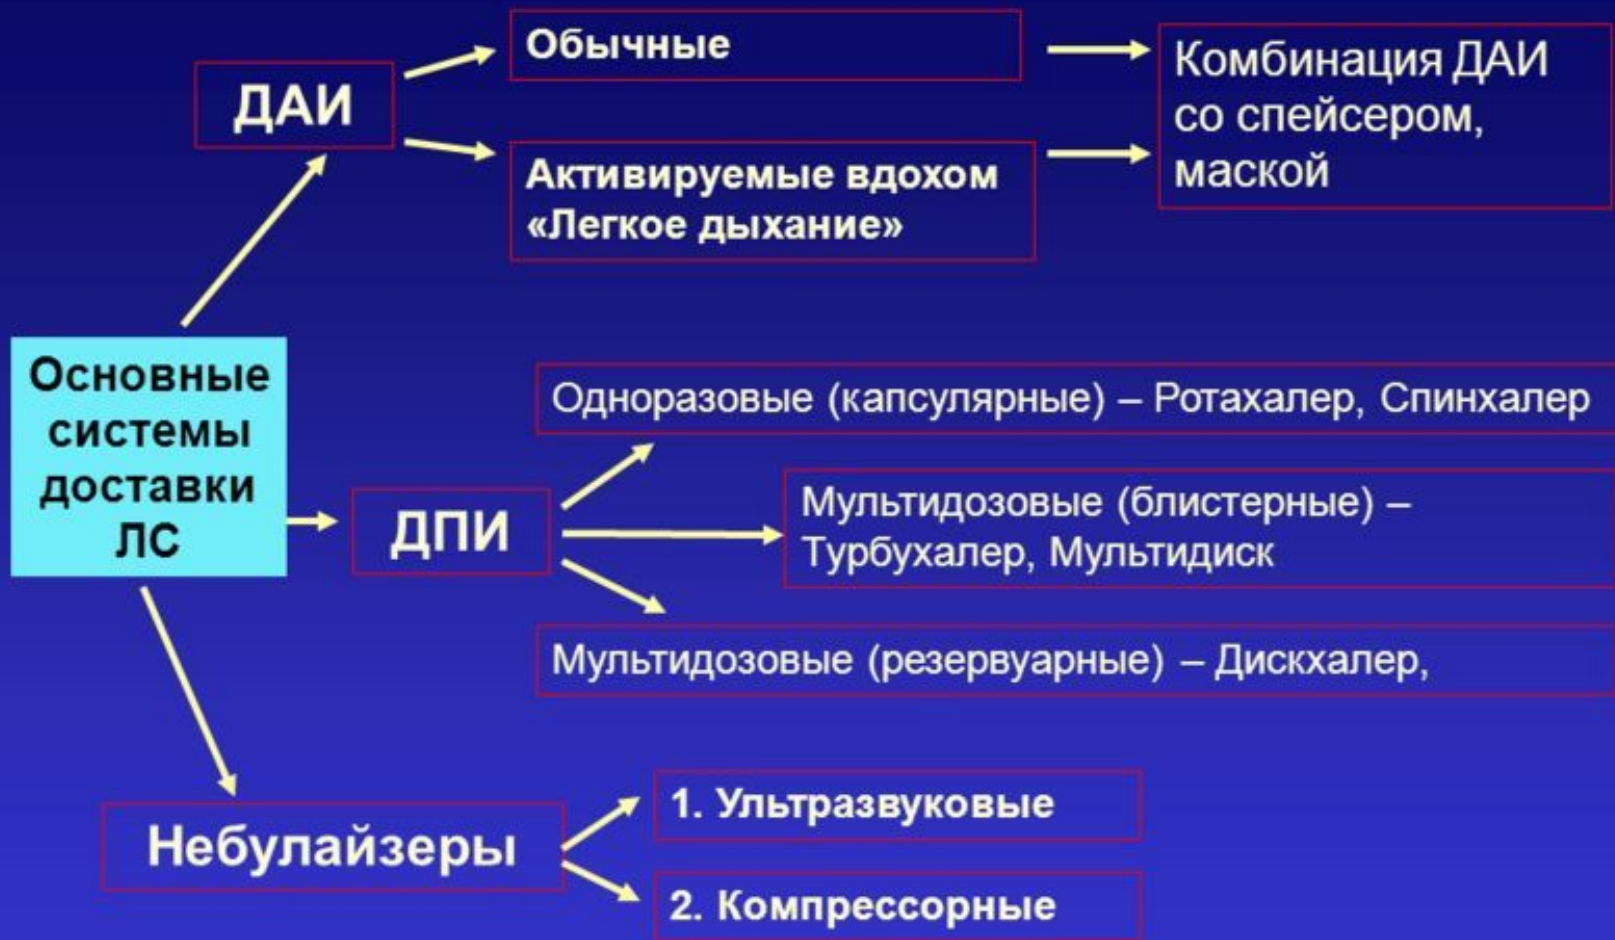 Обычные
ДАИ
Комбинация ДАИ
со спейсером,
маской
Активируемые вдохом
«Легкое дыхание»
Основные
системы
доставки
ЛС
Одноразовые (капсулярные) – Ротахалер, Спинхалер
ДПИ
Мультидозовые (блистерные) –
Турбухалер, Мультидиск
Мультидозовые (резервуарные) – Дискхалер,
Небулайзеры
1. Ультразвуковые
2. Компрессорные